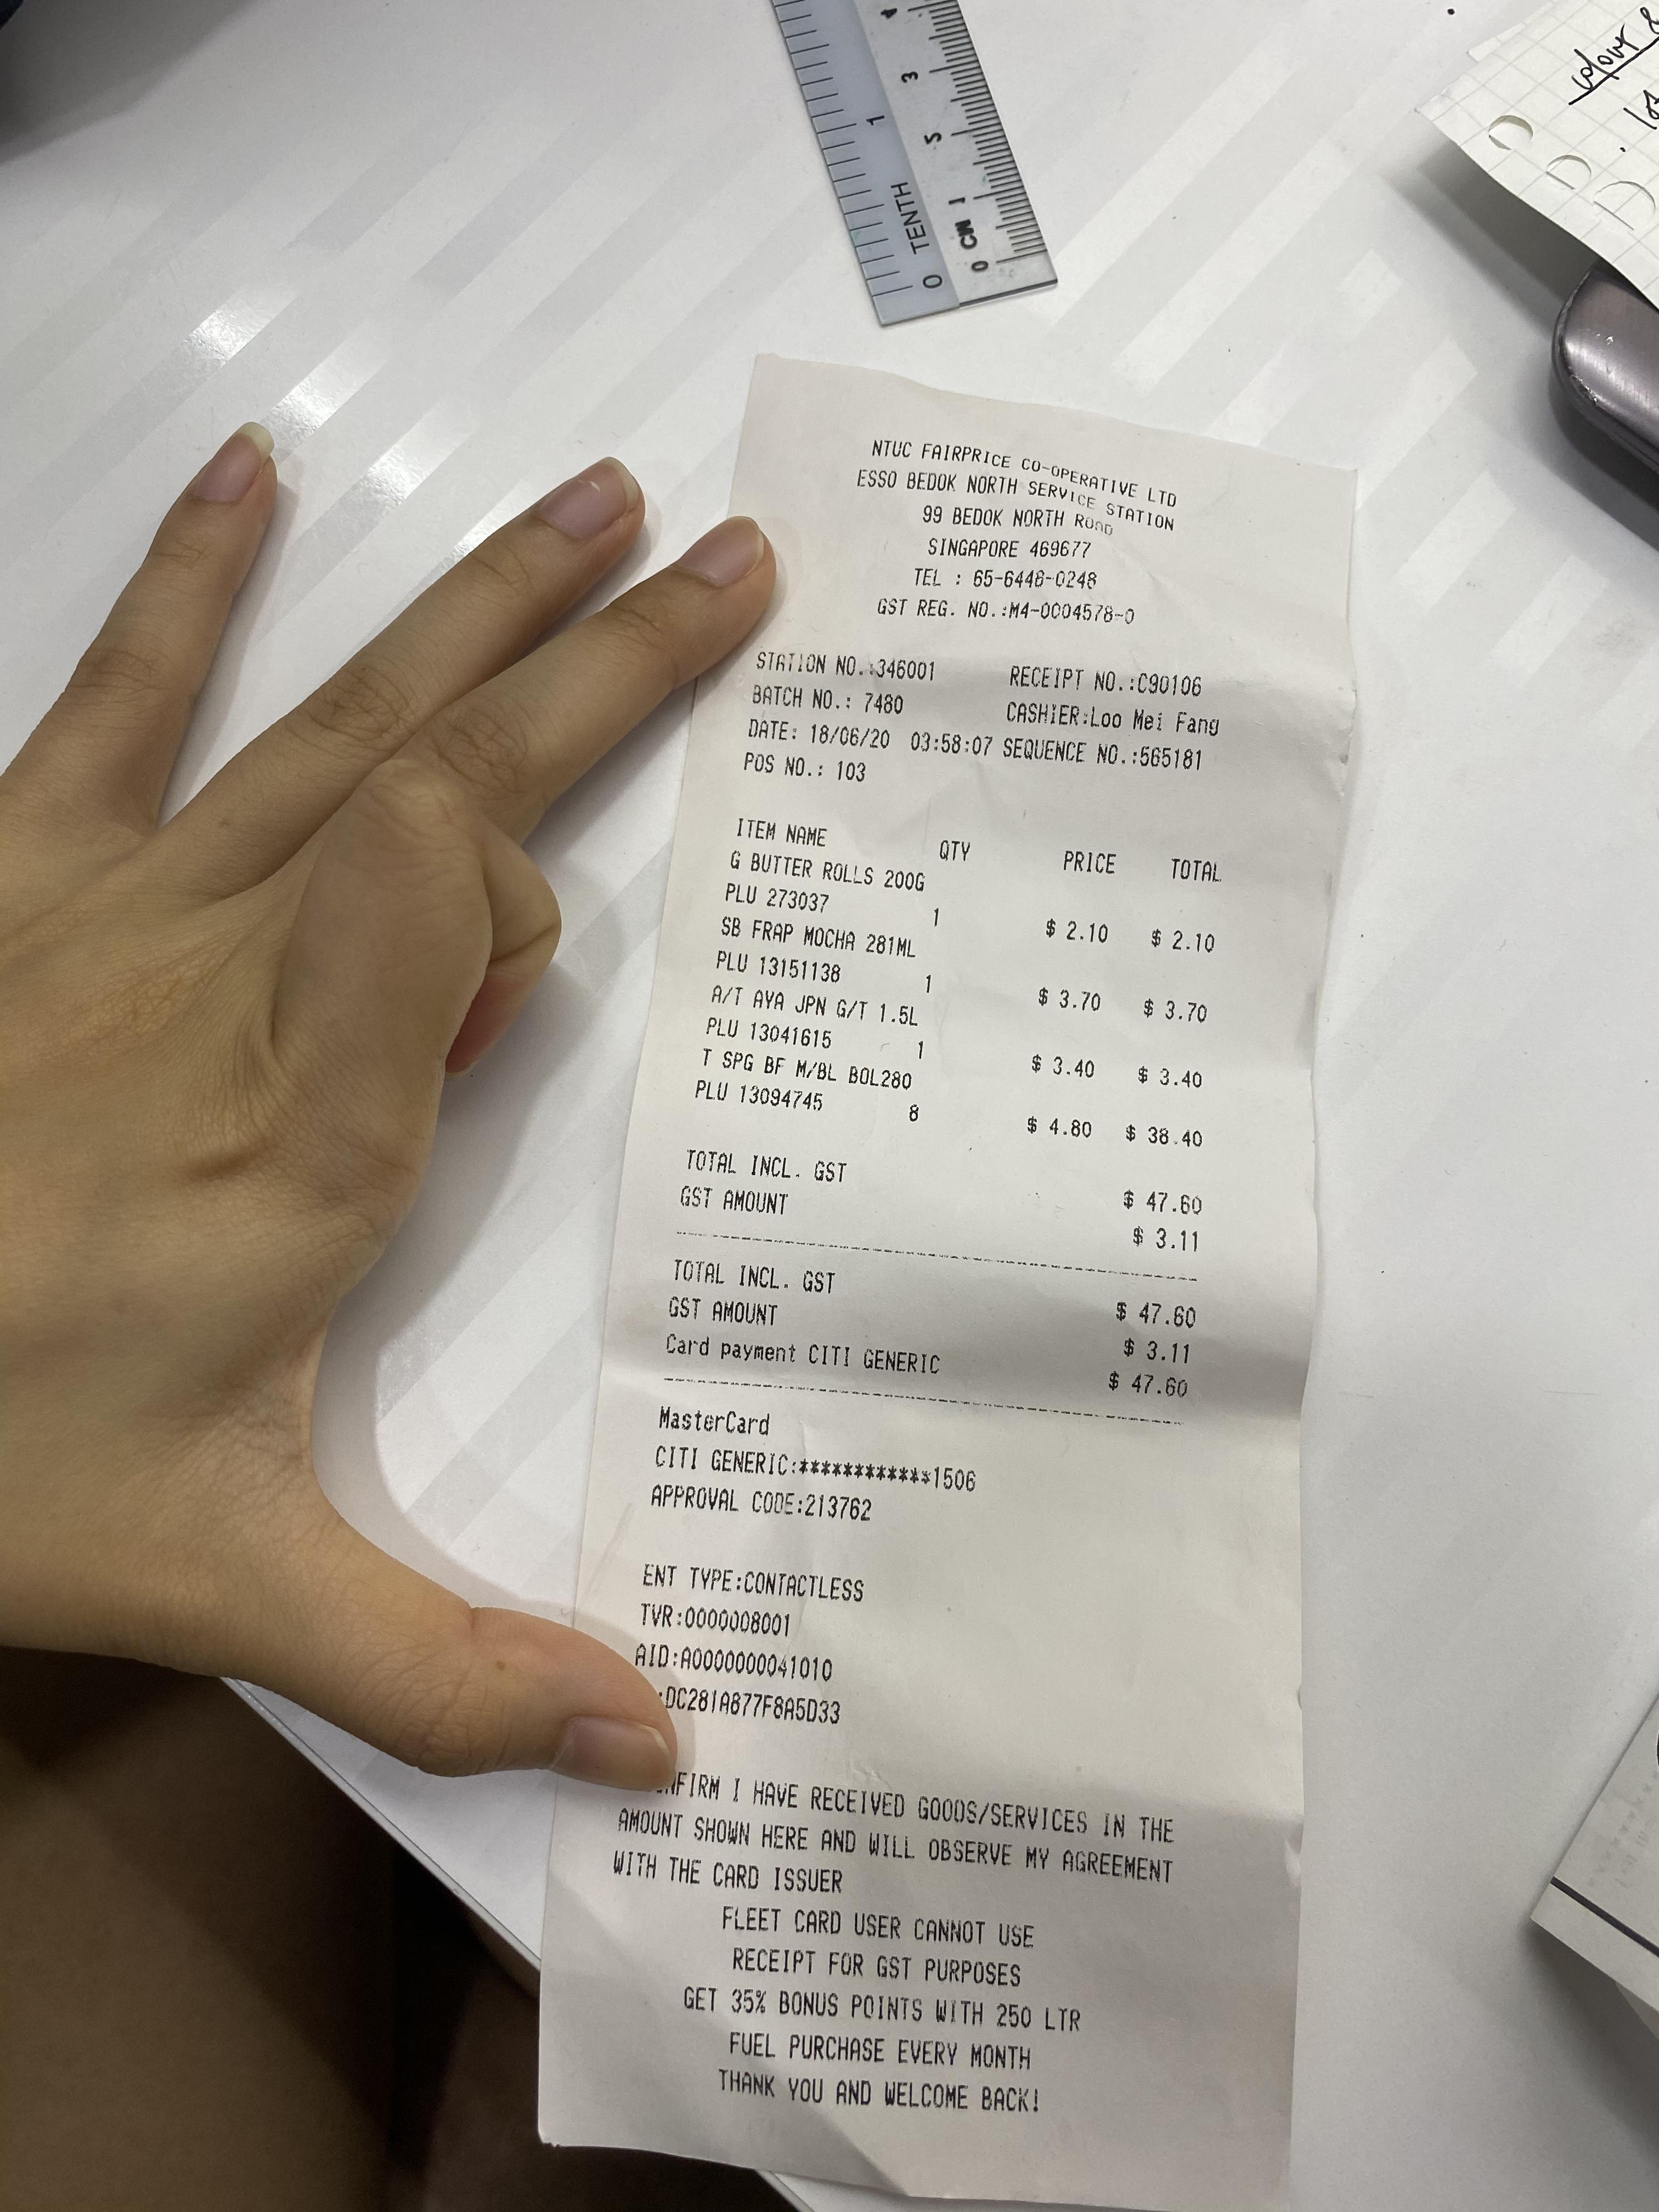 NTUC FAIRPRICE CO-OPERATIVE LTD
ESSO BEDOK NORTH SERVICE STATION
99 BEDOK NORTH ROAD
SINGAPORE 469677
TEL : 65-6448-0248
GST REG. NO.:M4-0004578-0
STATION NO.:346001 RECEIPT NO.:C90106
BATCH NO.: 7480 CASHIER:Loo Mei Fang
DATE: 18/06/20 03:58:07 SEQUENCE NO.:565181
POS NO.: 103
ITEM NAME QTY PRICE TOTAL
G BUTTER ROLLS 200G
PLU 273037 1 $ 2.10 $ 2.10
SB FRAP MOCHA 281ML
PLU 13151138 1 $ 3.70 $ 3.70
A/T AYA JPN G/T 1.5L
PLU 13041615 1 $ 3.40 $ 3.40
T SPG BF M/BL BOL280
PLU 13094745 8 $ 4.80 $ 38.40
TOTAL INCL. GST $ 47.60
GST AMOUNT $ 3.11
TOTAL INCL. GST $ 47.60
GST AMOUNT $ 3.11
Card payment CITI GENERIC $ 47.60
MasterCard
CITI GENERIC:************1506
APPROVAL CODE:213762
ENT TYPE:CONTACTLESS
TVR:0000008001
AID:A0000000041010
:DC281A877F8A5D33
NFIRM I HAVE RECEIVED GOODS/SERVICES IN THE
AMOUNT SHOWN HERE AND WILL OBSERVE MY AGREEMENT
WITH THE CARD ISSUER
FLEET CARD USER CANNOT USE
RECEIPT FOR GST PURPOSES
GET 35% BONUS POINTS WITH 250 LTR
FUEL PURCHASE EVERY MONTH
THANK YOU AND WELCOME BACK!
0 TENTH 1
0 CM 1 5 3 4
colour &